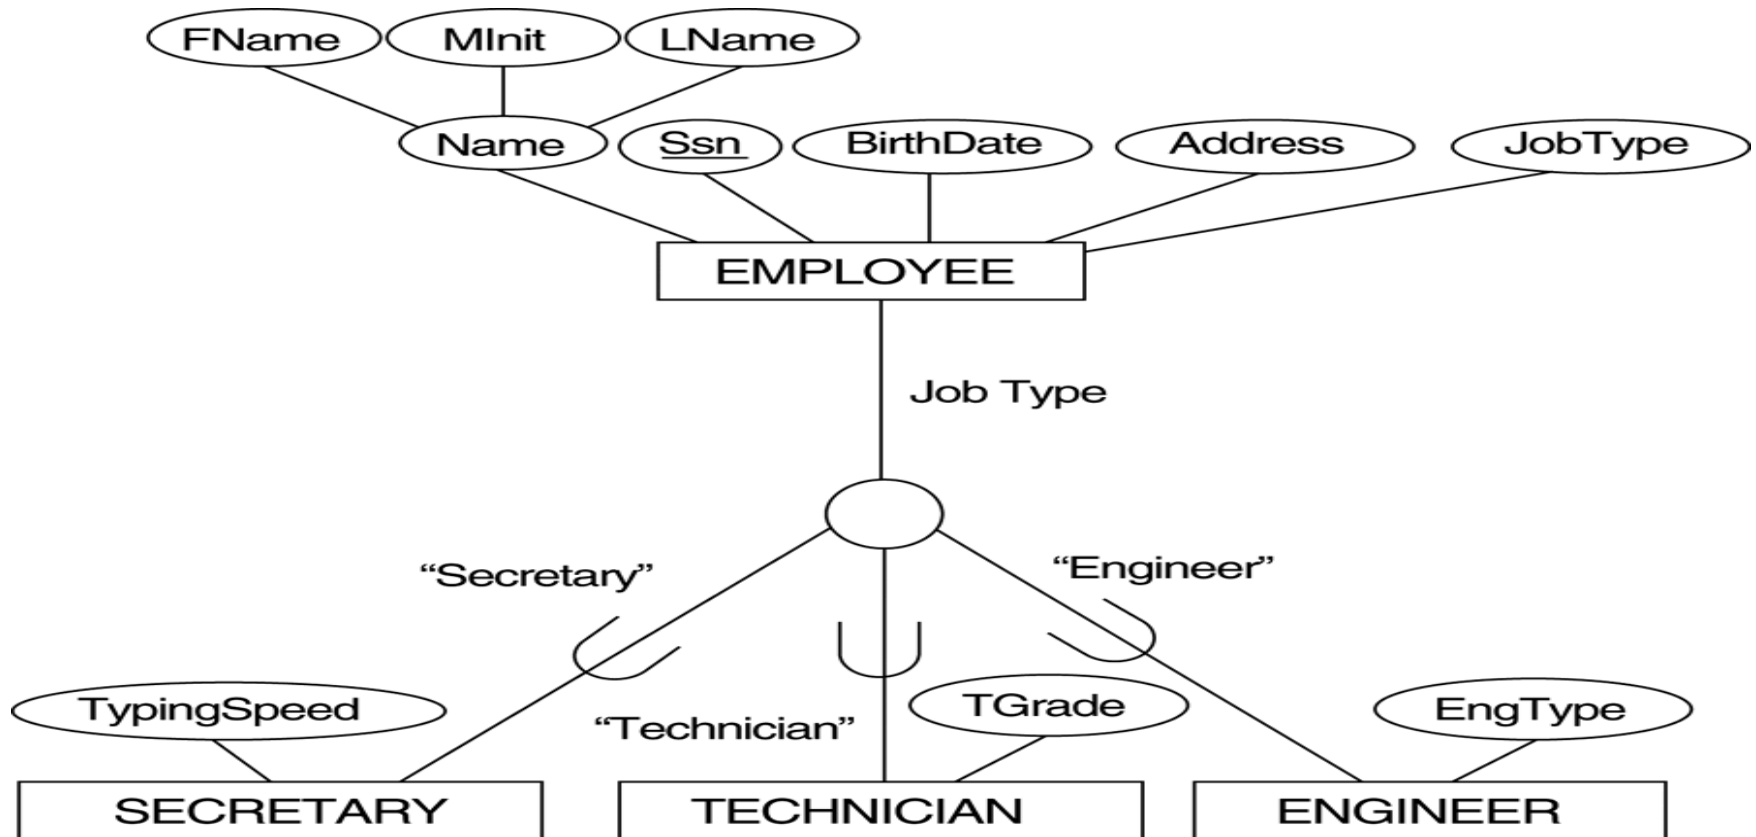 FName MInit LName
Name Ssn BirthDate Address JobType
EMPLOYEE
Job Type
“Secretary” “Engineer”
“Technician”
TypingSpeed TGrade EngType
SECRETARY TECHNICIAN ENGINEER